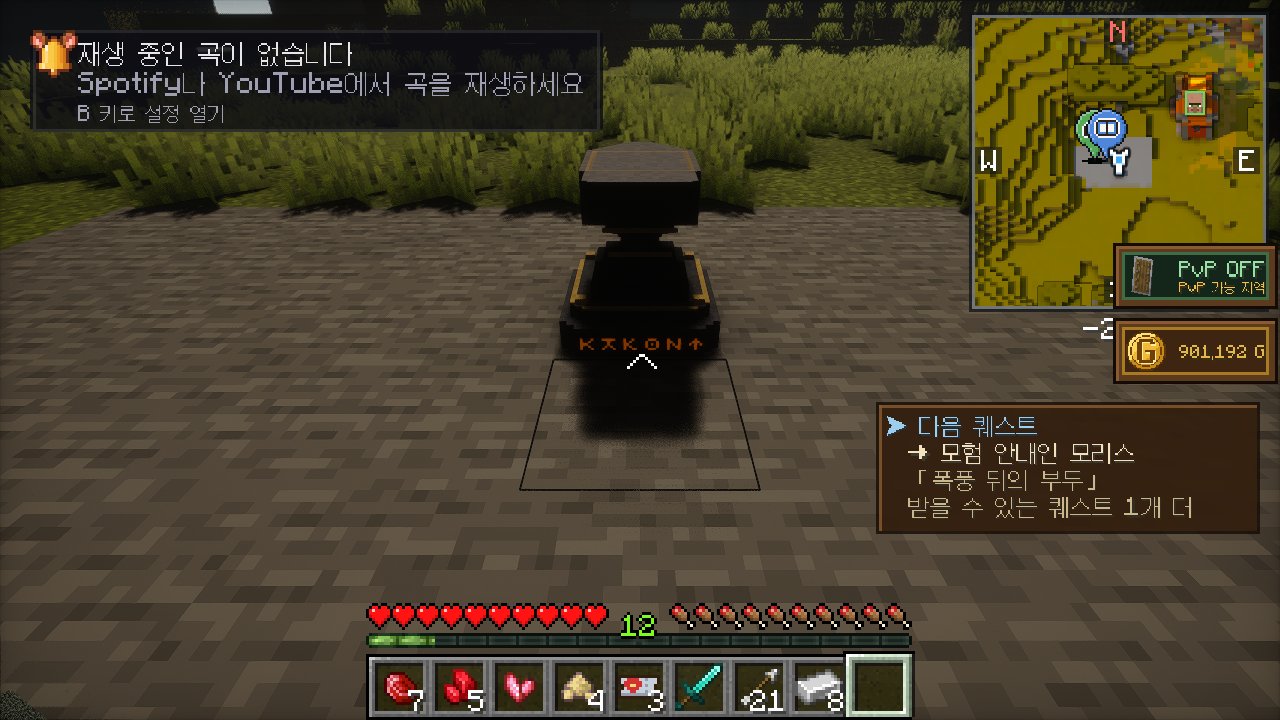 재생 중인 곡이 없습니다
Spotify나 YouTube에서 곡을 재생하세요
B 키로 설정 열기
N
W
E
PvP OFF
PvP 가능 지역
-2
901,192 G
➤ 다음 퀘스트
→ 모험 안내인 모리스
「폭풍 뒤의 부두」
받을 수 있는 퀘스트 1개 더
12
7
5
4
3
21
8